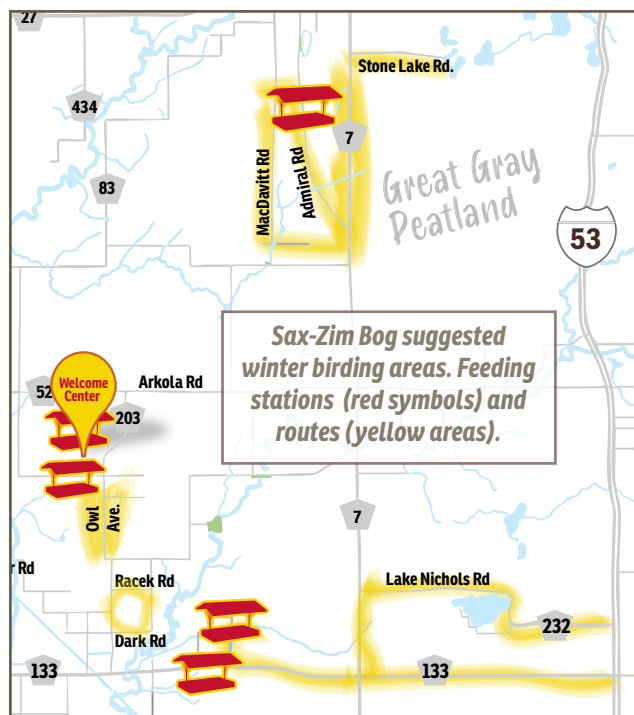 27
Stone Lake Rd.
434
7
MacDavitt Rd
Admiral Rd
83
Great Gray
Peatland
53
Sax-Zim Bog suggested
winter birding areas. Feeding
stations (red symbols) and
routes (yellow areas).
Welcome
Center
52
Arkola Rd
203
Owl
Ave.
7
r Rd
Racek Rd
Lake Nichols Rd
232
Dark Rd
133
133